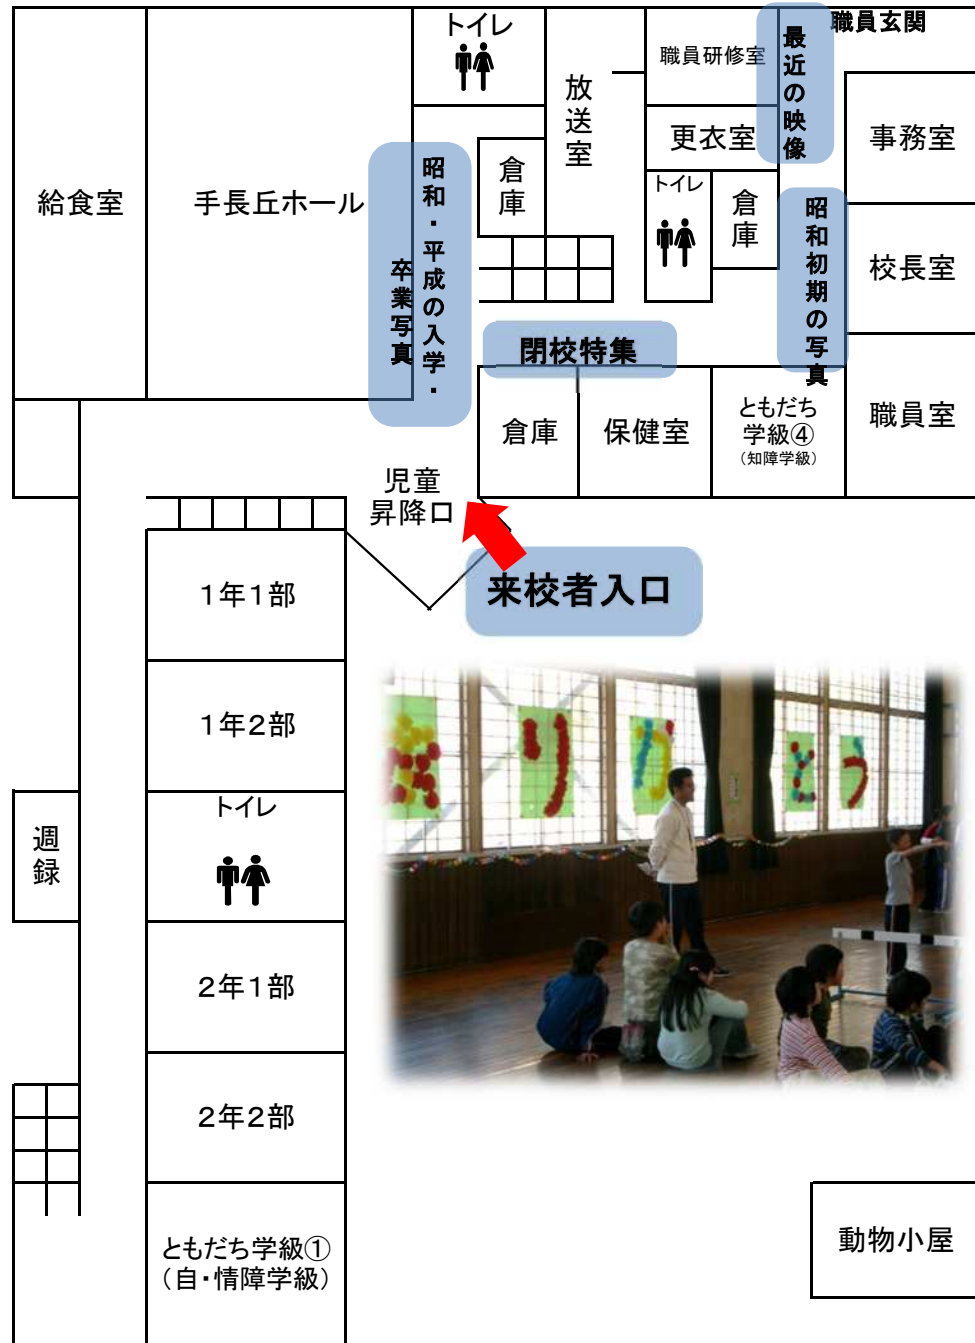 トイレ
職員玄関
職員研修室
最近の映像
放送室
更衣室
事務室
給食室
手長丘ホール
昭和・平成の入学・
卒業写真
倉庫
トイレ
倉庫
昭和初期の写真
校長室
閉校特集
倉庫
保健室
ともだち
学級④
（知障学級）
職員室
児童
昇降口
来校者入口
1年1部
1年2部
トイレ
週録
2年1部
2年2部
ともだち学級①
（自・情障学級）
動物小屋
りがとう